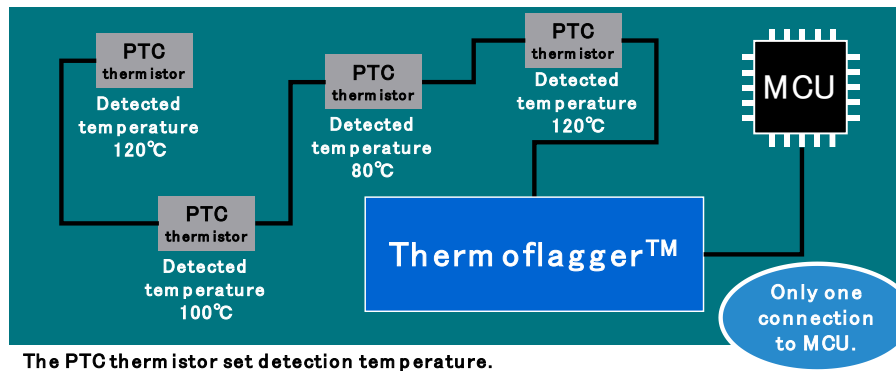 PTC
thermistor
Detected
temperature
120℃
PTC
thermistor
Detected
temperature
100℃
PTC
thermistor
Detected
temperature
80℃
PTC
thermistor
Detected
temperature
120℃
MCU
Thermoflagger™
Only one
connection
to MCU.
The PTC thermistor set detection temperature.